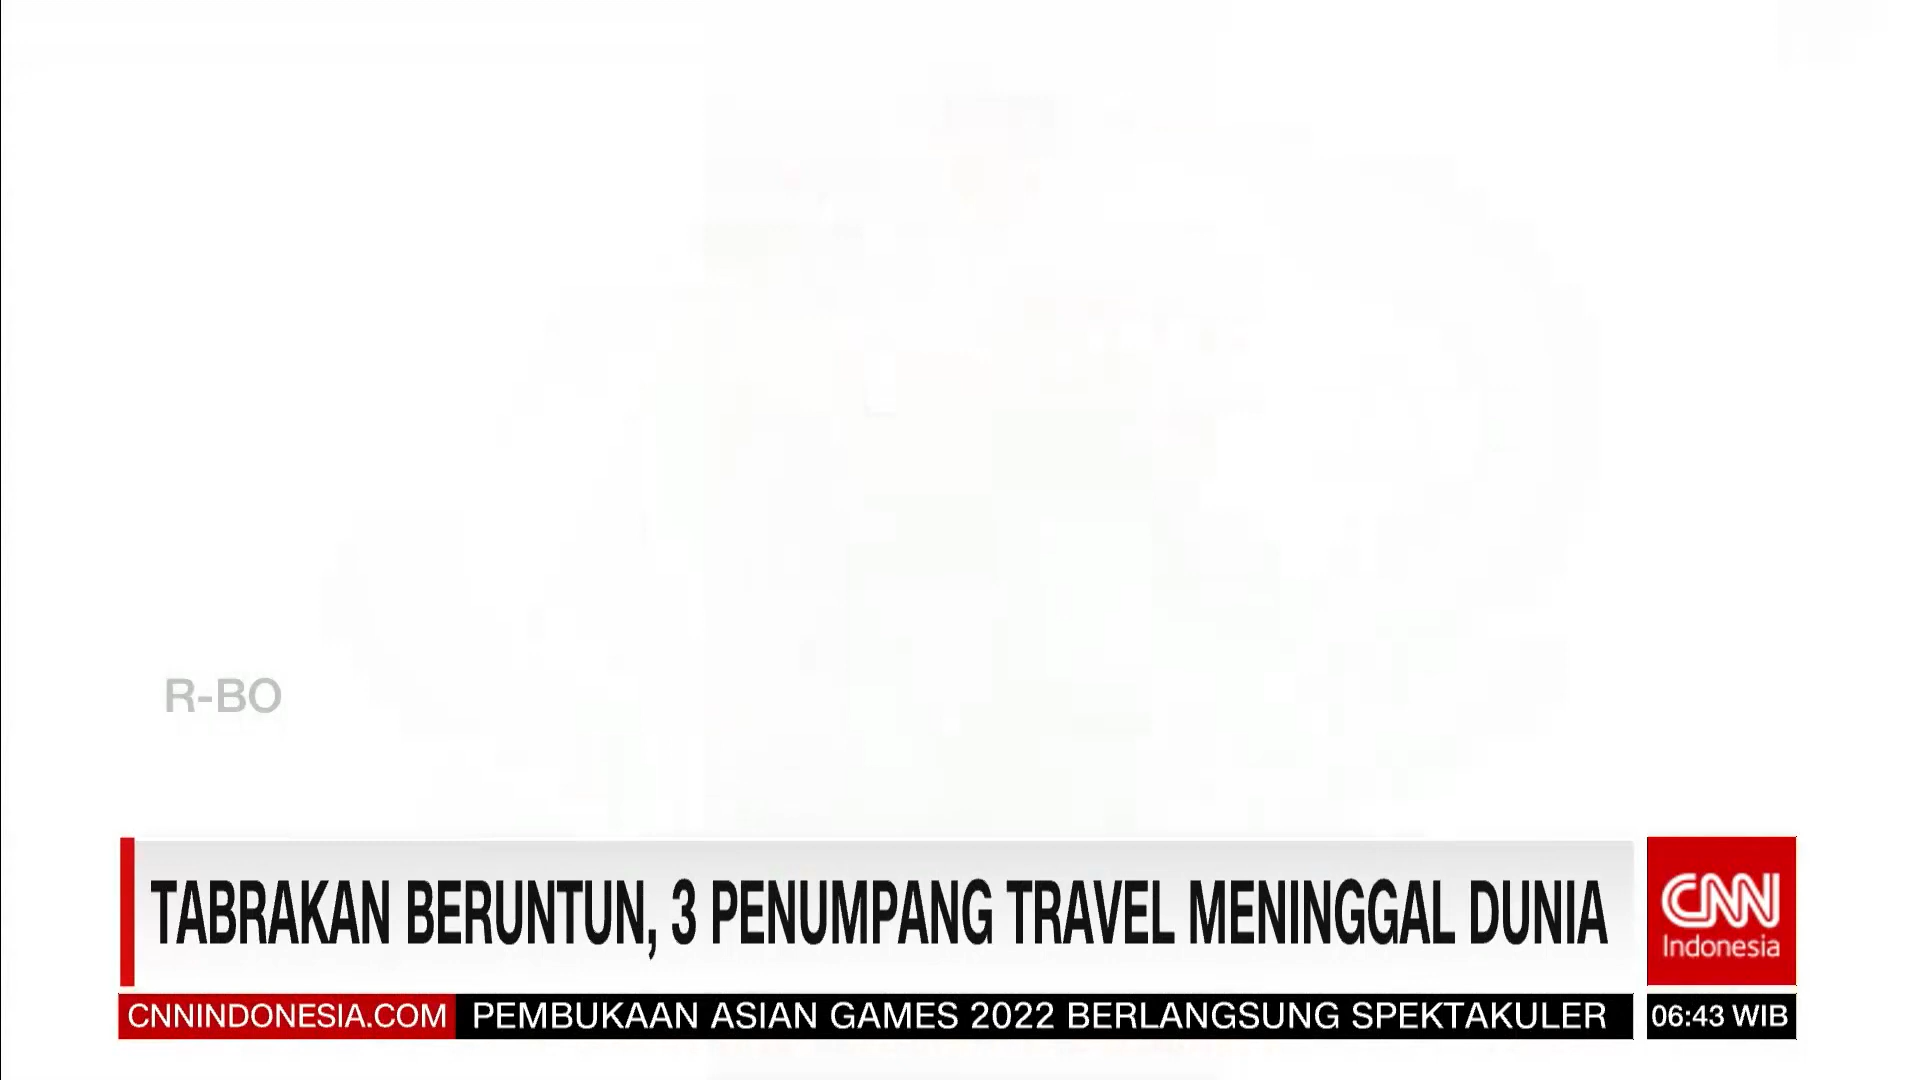 R-BO
TABRAKAN BERUNTUN, 3 PENUMPANG TRAVEL MENINGGAL DUNIA
CNN
Indonesia
CNNINDONESIA.COM
PEMBUKAAN ASIAN GAMES 2022 BERLANGSUNG SPEKTAKULER
06:43 WIB